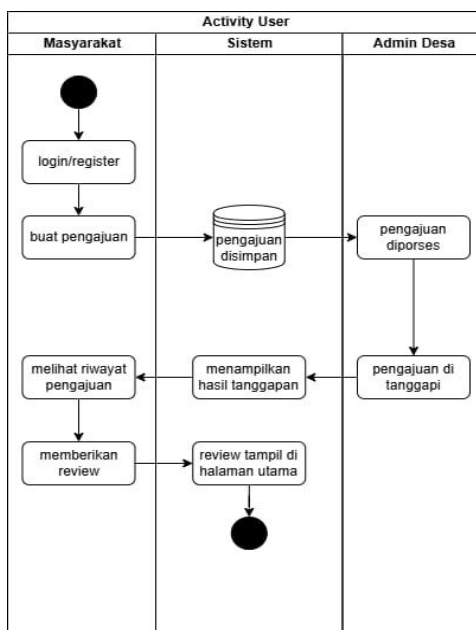 Activity User
Masyarakat
Sistem
Admin Desa
login/register
buat pengajuan
pengajuan
disimpan
pengajuan
diporses
melihat riwayat
pengajuan
menampilkan
hasil tanggapan
pengajuan di
tanggapi
memberikan
review
review tampil di
halaman utama